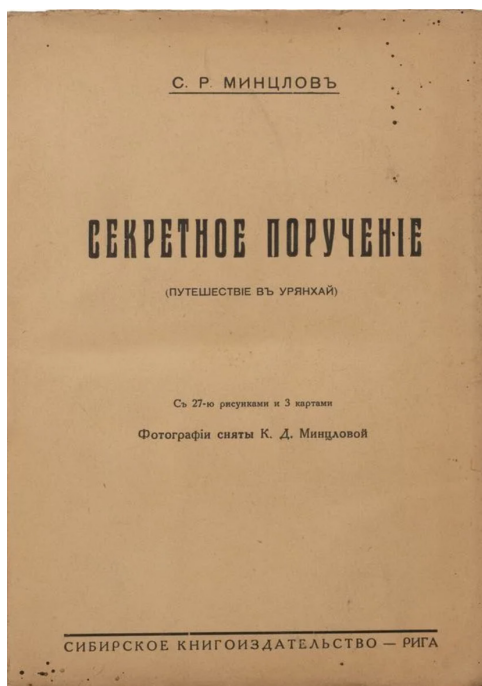 С. Р. МИНЦЛОВЪ
СЕКРЕТНОЕ ПОРУЧЕНІЕ
(ПУТЕШЕСТВІЕ ВЪ УРЯНХАЙ)
Съ 27-ю рисунками и 3 картами
Фотографіи сняты К. Д. Минцловой
СИБИРСКОЕ КНИГОИЗДАТЕЛЬСТВО — РИГА